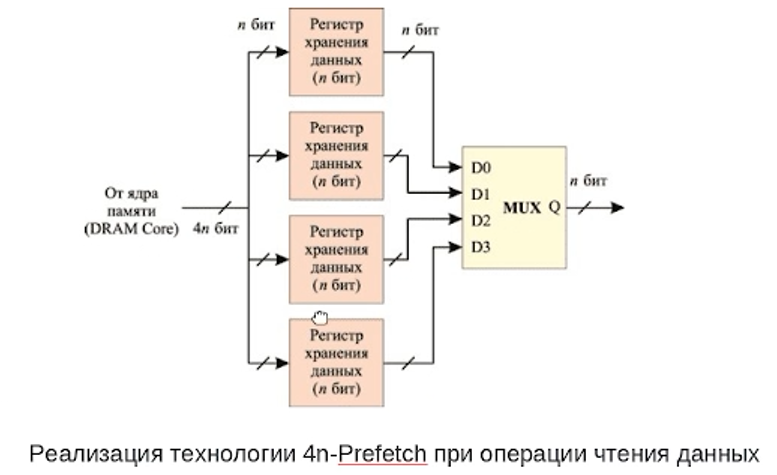 n бит
Регистр
хранения
данных
(n бит)
n бит
Регистр
хранения
данных
(n бит)
От ядра
памяти
(DRAM Core)
4n бит
Регистр
хранения
данных
(n бит)
Регистр
хранения
данных
(n бит)
D0
D1
D2
D3
MUX Q
n бит
Реализация технологии 4n-Prefetch при операции чтения данных